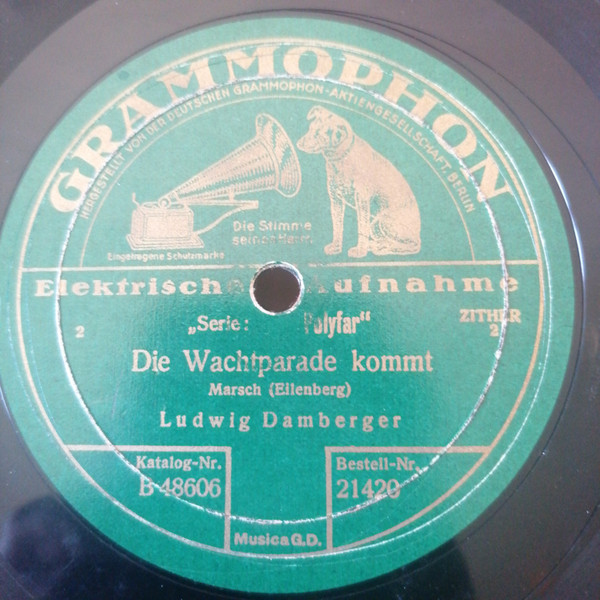 GRAMMOPHON
HERGESTELLT VON DER DEUTSCHEN GRAMMOPHON-AKTIENGESELLSCHAFT, BERLIN
Die Stimme
seines Herrn
Eingetragene Schutzmarke
Elektrische Aufnahme
„Serie: Polyfar“
ZITHER
2 2
Die Wachtparade kommt
Marsch (Eilenberg)
Ludwig Damberger
Katalog-Nr. Bestell-Nr.
B 48606 21420
Musica G.D.